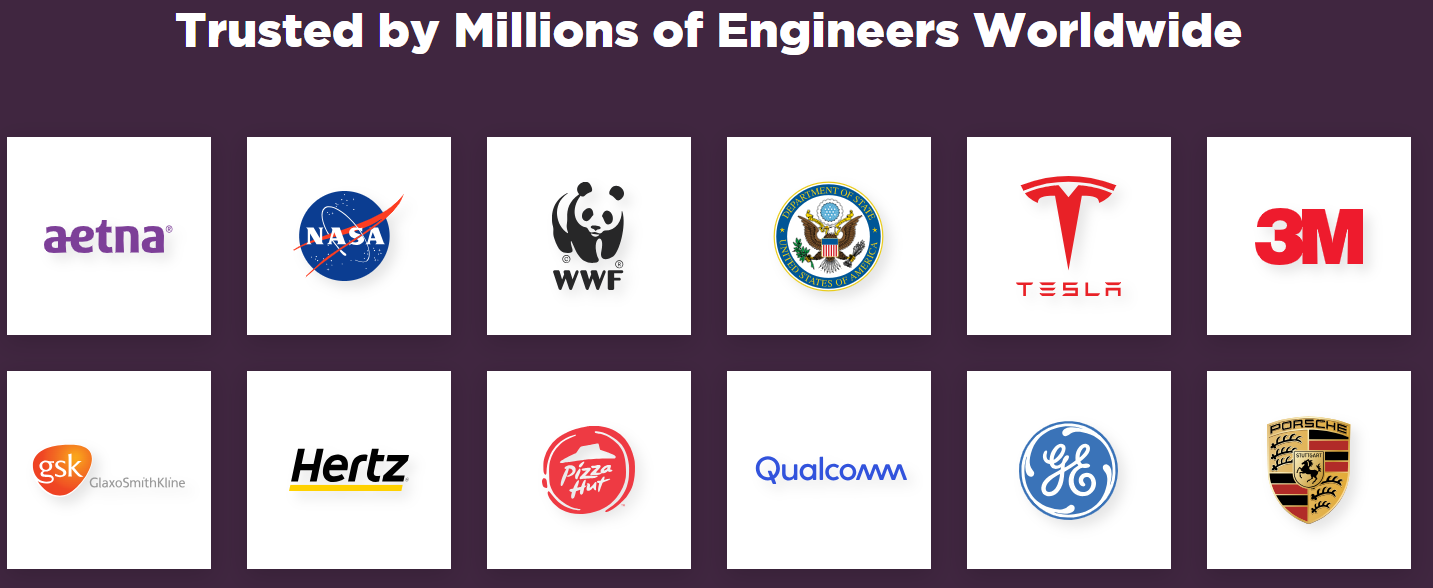 Trusted by Millions of Engineers Worldwide
aetna®
NASA
©
®
WWF
DEPARTMENT OF STATE
UNITED STATES OF AMERICA
TESLA
3M
gsk
GlaxoSmithKline
Hertz
Pizza
Hut
Qualcomm
GE
PORSCHE
STUTTGART